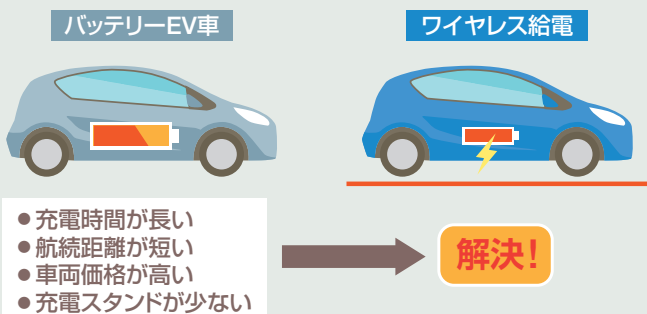 バッテリーEV車
ワイヤレス給電
●充電時間が長い
●航続距離が短い
●車両価格が高い
●充電スタンドが少ない
解決！